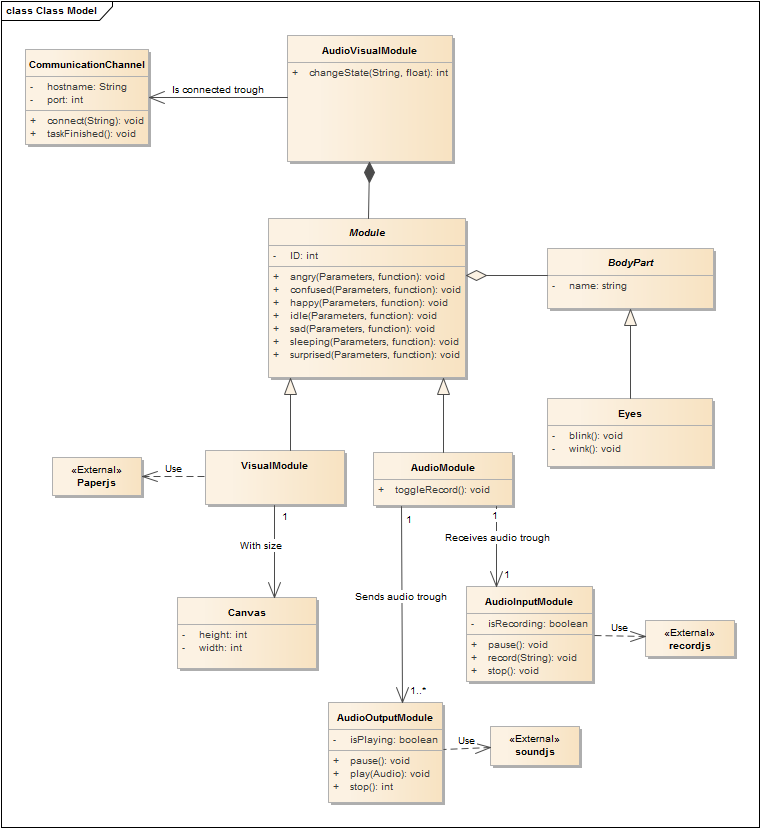 class Class Model
AudioVisualModule
+ changeState(String, float): int
CommunicationChannel
- hostname: String
- port: int
+ connect(String): void
+ taskFinished(): void
Is connected trough
Module
- ID: int
+ angry(Parameters, function): void
+ confused(Parameters, function): void
+ happy(Parameters, function): void
+ idle(Parameters, function): void
+ sad(Parameters, function): void
+ sleeping(Parameters, function): void
+ surprised(Parameters, function): void
BodyPart
- name: string
Eyes
- blink(): void
- wink(): void
«External»
Paperjs
Use
VisualModule
AudioModule
+ toggleRecord(): void
1
With size
Canvas
- height: int
- width: int
1
Sends audio trough
1..*
1
Receives audio trough
1
AudioInputModule
- isRecording: boolean
+ pause(): void
+ record(String): void
+ stop(): void
Use
«External»
recordjs
AudioOutputModule
- isPlaying: boolean
+ pause(): void
+ play(Audio): void
+ stop(): int
Use
«External»
soundjs